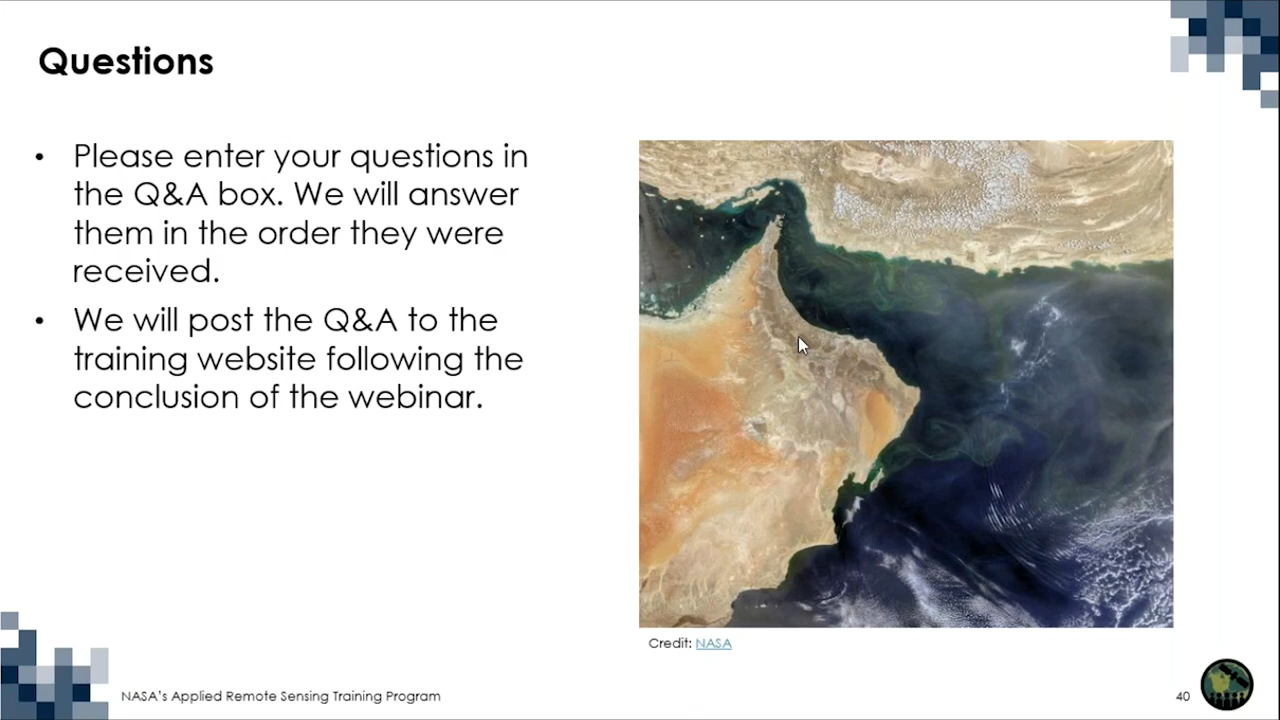 Questions
• Please enter your questions in
the Q&A box. We will answer
them in the order they were
received.
• We will post the Q&A to the
training website following the
conclusion of the webinar.
Credit: NASA
NASA's Applied Remote Sensing Training Program
40